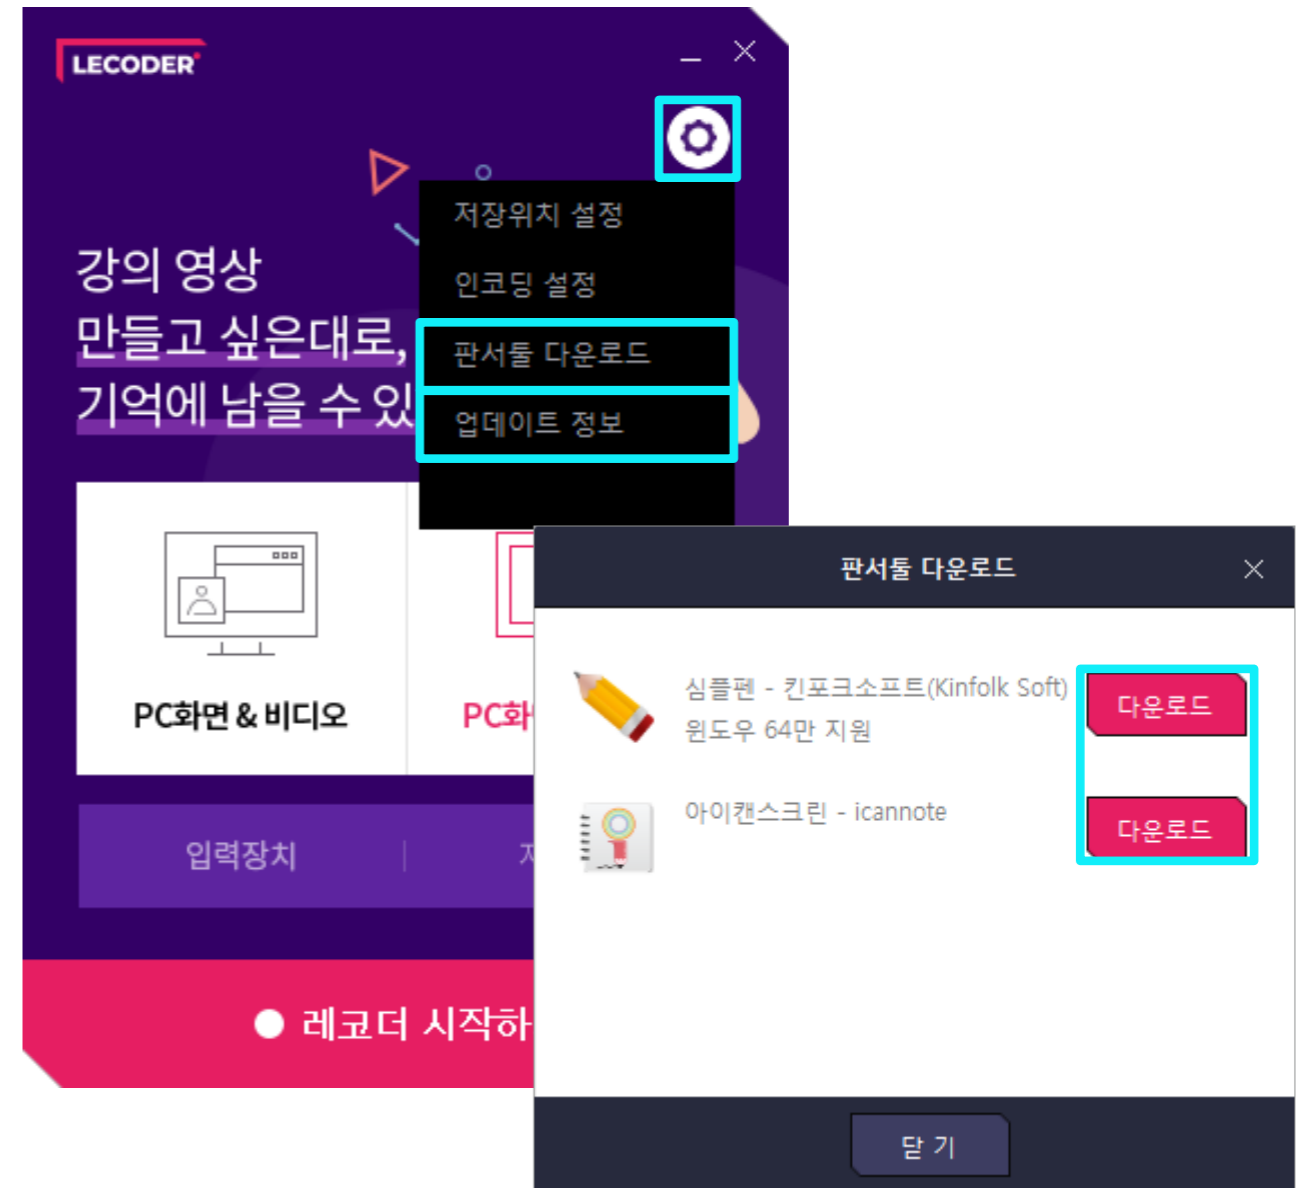 LECODER
저장위치 설정
인코딩 설정
판서툴 다운로드
업데이트 정보
강의 영상
만들고 싶은대로,
기억에 남을 수 있
PC화면 & 비디오
PC화
입력장치
레코더 시작하
판서툴 다운로드
심플펜 - 킨포크소프트(Kinfolk Soft)
윈도우 64만 지원
다운로드
아이캔스크린 - icannote
다운로드
닫 기